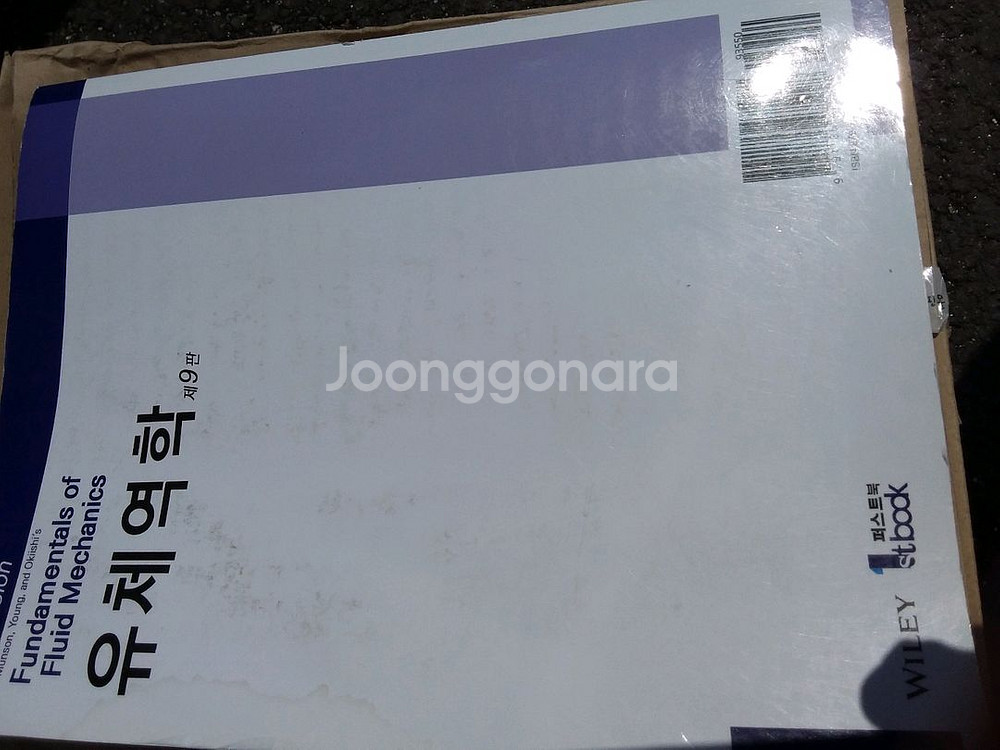 Munson, Young, and Okiishi's
Fundamentals of
Fluid Mechanics
유체역학 제9판
93550
Joonggonara
WILEY
퍼스트북
1st book